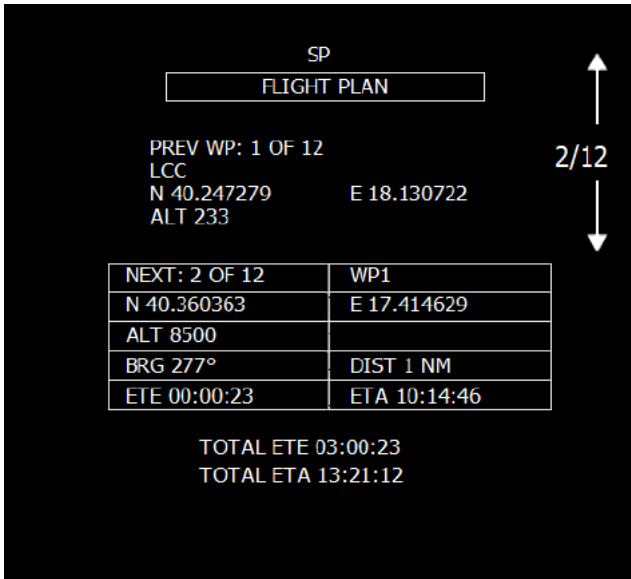 SP
FLIGHT PLAN
PREV WP: 1 OF 12
LCC
N 40.247279 E 18.130722
ALT 233
2/12
NEXT: 2 OF 12 WP1
N 40.360363 E 17.414629
ALT 8500
BRG 277° DIST 1 NM
ETE 00:00:23 ETA 10:14:46
TOTAL ETE 03:00:23
TOTAL ETA 13:21:12